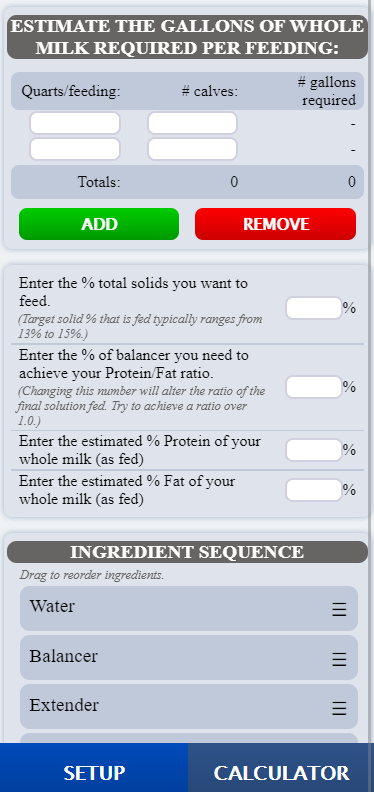 ESTIMATE THE GALLONS OF WHOLE
MILK REQUIRED PER FEEDING:
Quarts/feeding: # calves: # gallons
required
-
-
Totals: 0 0
ADD REMOVE
Enter the % total solids you want to
feed.
(Target solid % that is fed typically ranges from
13% to 15%.)
%
Enter the % of balancer you need to
achieve your Protein/Fat ratio.
(Changing this number will alter the ratio of the
final solution fed. Try to achieve a ratio over
1.0.)
%
Enter the estimated % Protein of your
whole milk (as fed)
%
Enter the estimated % Fat of your
whole milk (as fed)
%
INGREDIENT SEQUENCE
Drag to reorder ingredients.
Water
Balancer
Extender
SETUP CALCULATOR